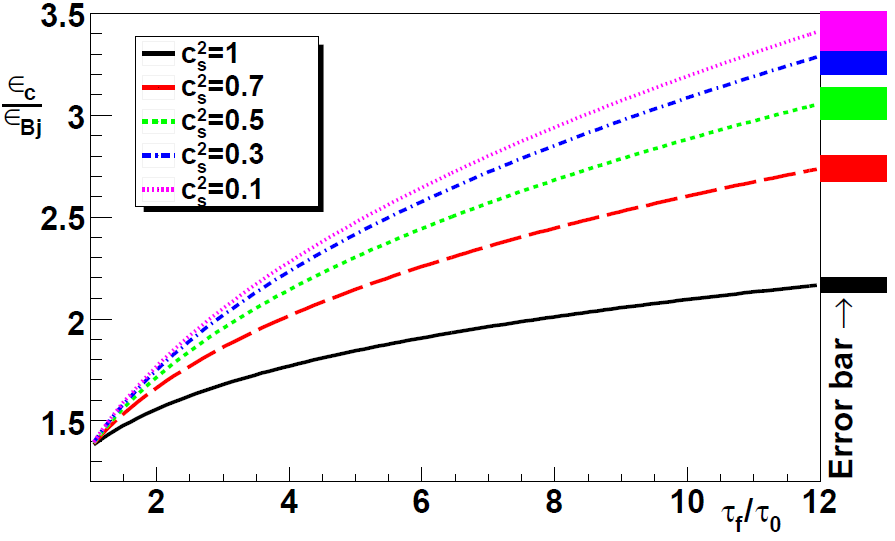 3.5
3
2.5
2
1.5
ϵc
ϵBj
c²s=1
c²s=0.7
c²s=0.5
c²s=0.3
c²s=0.1
2 4 6 8 10 12
τf/τ0
Error bar →